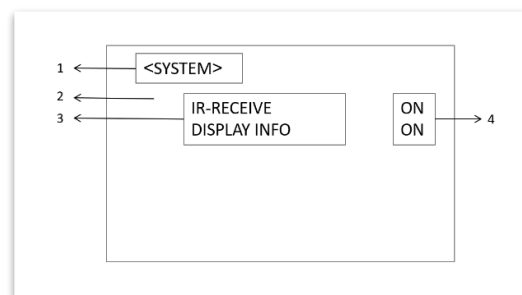 1 <SYSTEM>
2
3 IR-RECEIVE ON
DISPLAY INFO ON
4